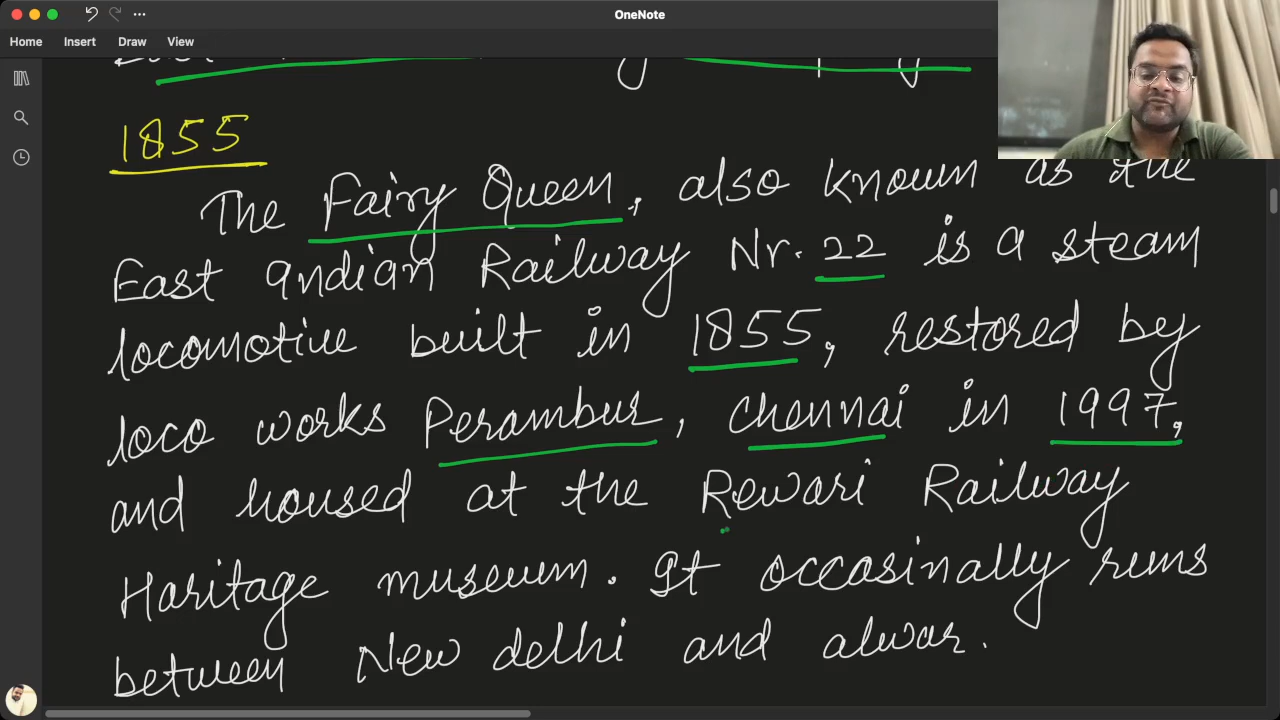 OneNote
Home Insert Draw View
1855
The Fairy Queen, also known as the
East Indian Railway Nr. 22 is a steam
locomotive built in 1855, restored by
loco works Perambur, Chennai in 1997,
and housed at the Rewari Railway
Haritage museum. It occasinally runs
between New delhi and alwar.